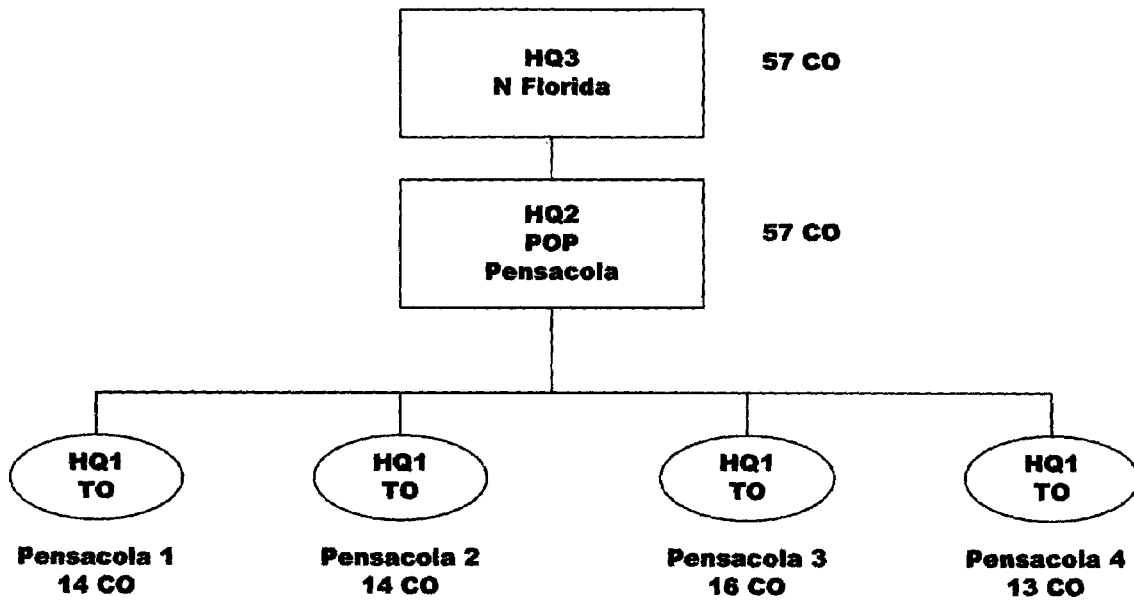 HQ3
N Florida
57 CO
HQ2
POP
Pensacola
57 CO
HQ1
TO
HQ1
TO
HQ1
TO
HQ1
TO
Pensacola 1
14 CO
Pensacola 2
14 CO
Pensacola 3
16 CO
Pensacola 4
13 CO